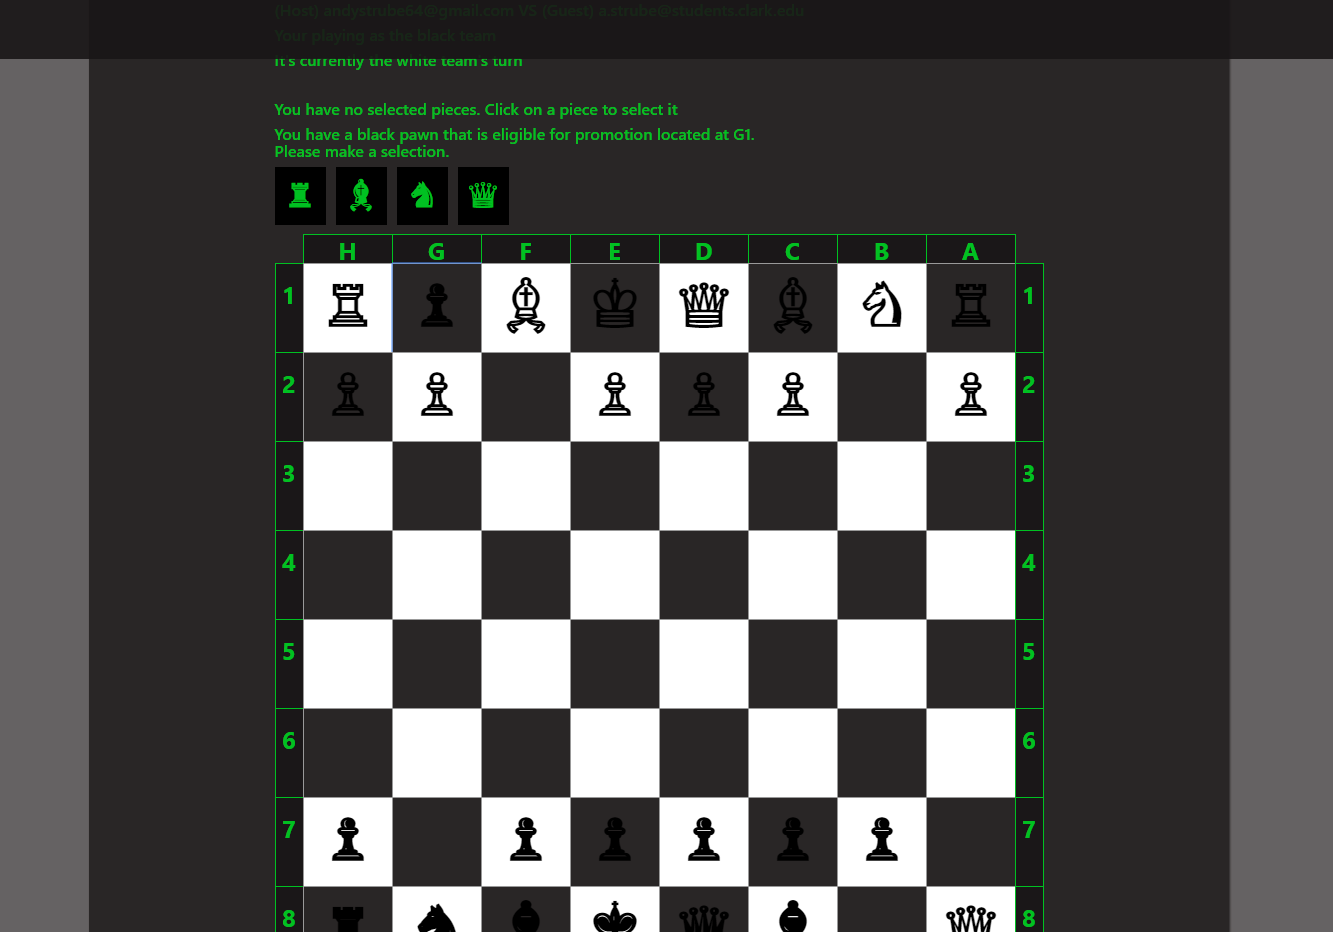 (Host) andystrube64@gmail.com VS (Guest) a.strube@students.clark.edu
Your playing as the black team
It's currently the white team's turn
You have no selected pieces. Click on a piece to select it
You have a black pawn that is eligible for promotion located at G1.
Please make a selection.
H G F E D C B A
1 1
2 2
3 3
4 4
5 5
6 6
7 7
8 8